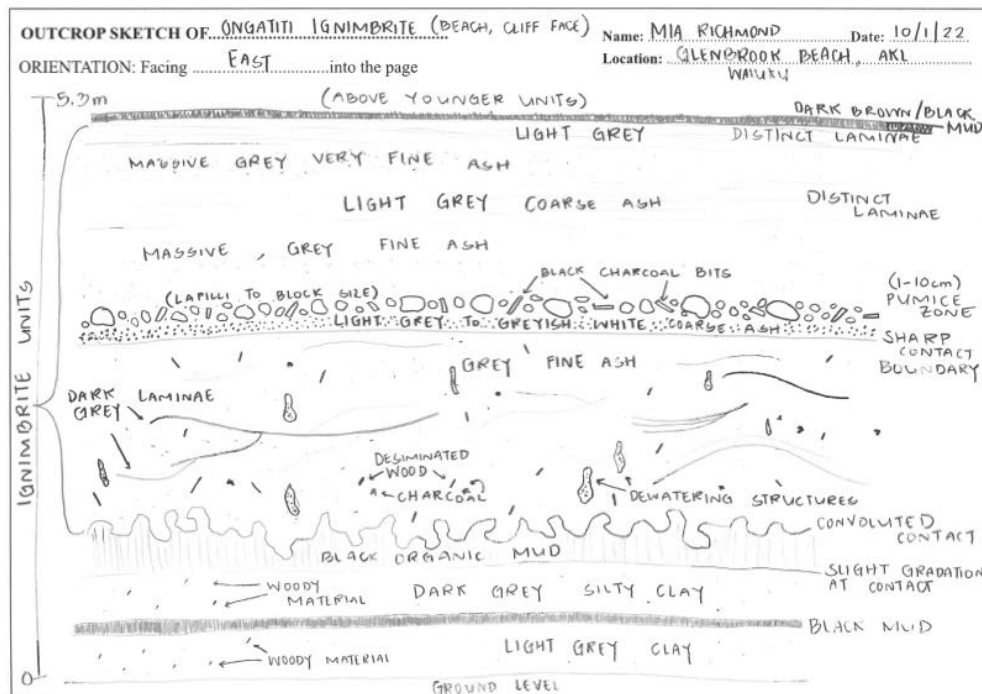 OUTCROP SKETCH OF ONGATITI IGNIMBRITE (BEACH, CLIFF FACE) Name: MIA RICHMOND Date: 10/1/22
ORIENTATION: Facing EAST into the page Location: GLENBROOK BEACH, AKL
WAIUKU
5.3m
(ABOVE YOUNGER UNITS)
DARK BROWN/BLACK
MUD
LIGHT GREY DISTINCT LAMINAE
MASSIVE GREY VERY FINE ASH
LIGHT GREY COARSE ASH
DISTINCT
LAMINAE
MASSIVE, GREY FINE ASH
BLACK CHARCOAL BITS
(LAPILLI TO BLOCK SIZE)
(1-10cm)
PUMICE
ZONE
LIGHT GREY TO GREYISH WHITE COARSE ASH
SHARP
CONTACT
BOUNDARY
GREY FINE ASH
DARK LAMINAE
GREY
IGNIMBRITE UNITS
DESIMINATED
WOOD
CHARCOAL
DEWATERING STRUCTURES
CONVOLUTED
CONTACT
BLACK ORGANIC MUD
SLIGHT GRADATION
AT CONTACT
WOODY
MATERIAL
DARK GREY SILTY CLAY
BLACK MUD
WOODY MATERIAL
LIGHT GREY CLAY
0
GROUND LEVEL